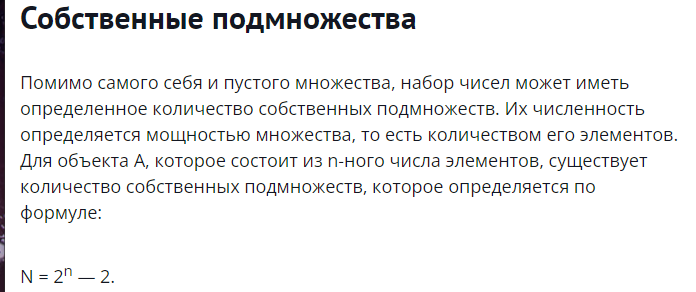 Собственные подмножества
Помимо самого себя и пустого множества, набор чисел может иметь
определенное количество собственных подмножеств. Их численность
определяется мощностью множества, то есть количеством его элементов.
Для объекта А, которое состоит из n-ного числа элементов, существует
количество собственных подмножеств, которое определяется по
формуле:
N = 2ⁿ — 2.